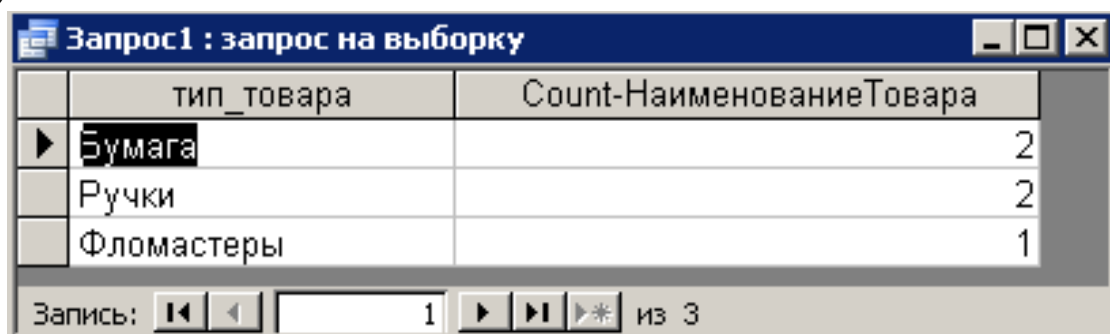 Запрос1 : запрос на выборку
тип_товара Count-НаименованиеТовара
Бумага 2
Ручки 2
Фломастеры 1
Запись: 1 из 3